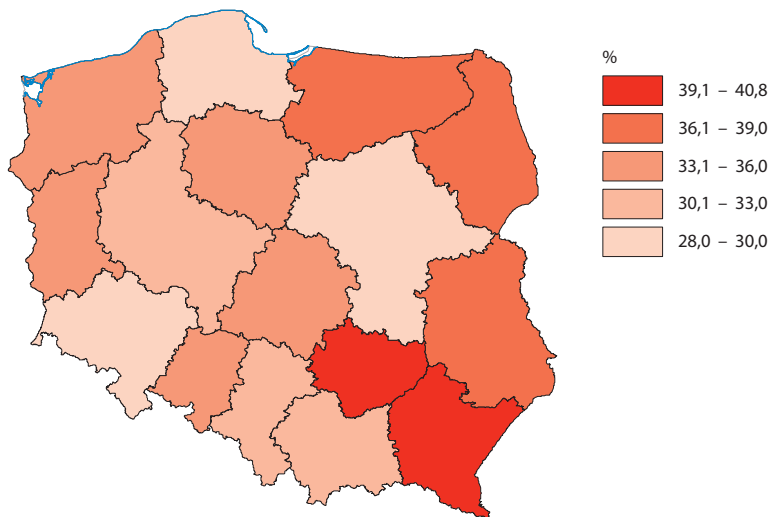 %
39,1 – 40,8
36,1 – 39,0
33,1 – 36,0
30,1 – 33,0
28,0 – 30,0